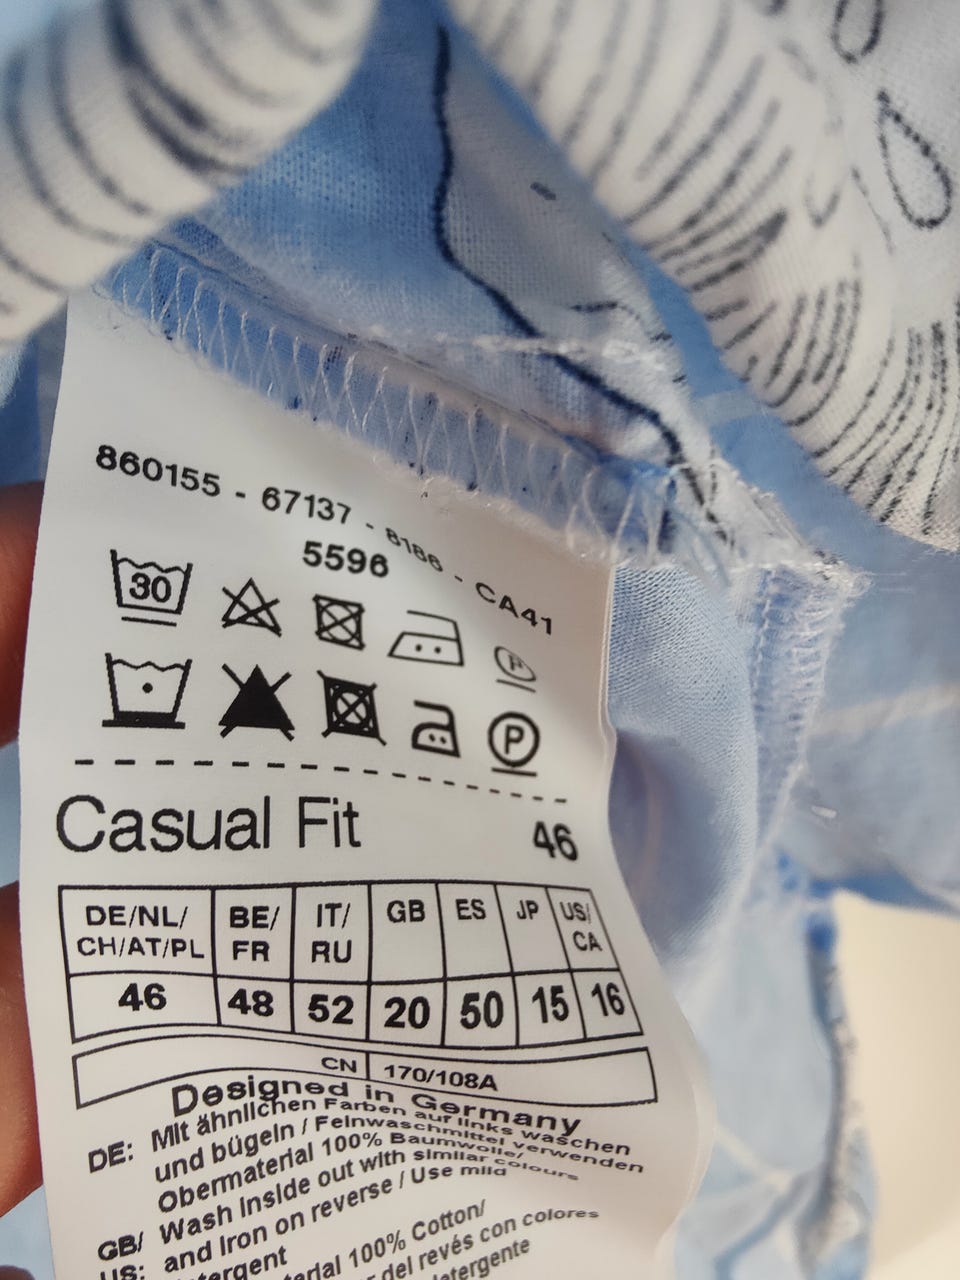 860155 - 67137 - 8186 - CA41
5596
30
P
P
Casual Fit 46
DE/NL/ CH/AT/PL BE/ FR IT/ RU GB ES JP US/ CA
46 48 52 20 50 15 16
CN 170/108A
Designed in Germany
DE: Mit ähnlichen Farben auf links waschen
und bügeln / Feinwaschmittel verwenden
Obermaterial 100% Baumwolle/
GB/ Wash inside out with similar colours
US: and Iron on reverse / Use mild
100% Cotton/
del revés con colores